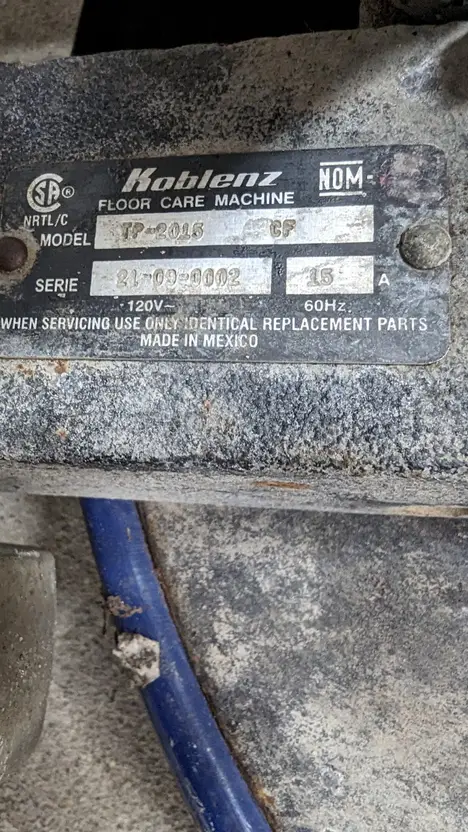 Koblenz
NOM-
SA®
FLOOR CARE MACHINE
NRTL/C
MODEL TP-2015 CF
SERIE 21-09-0002 15 A
120V~ 60Hz
WHEN SERVICING USE ONLY IDENTICAL REPLACEMENT PARTS
MADE IN MEXICO